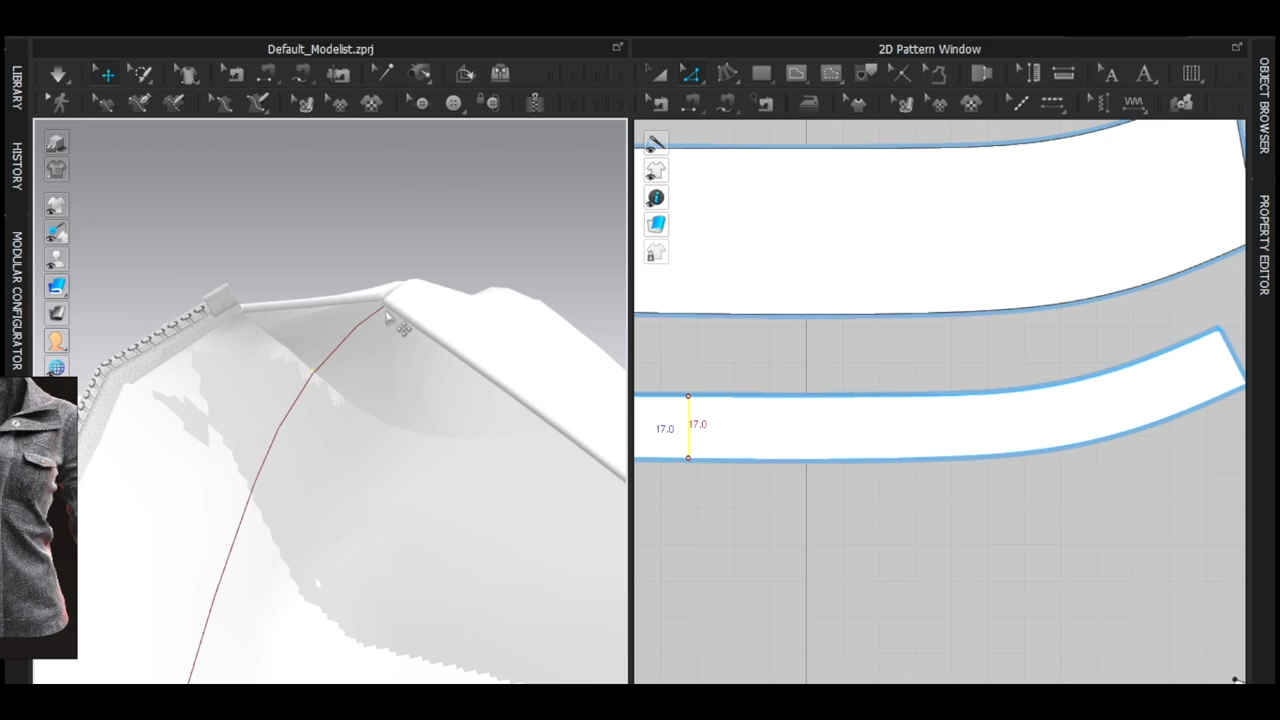 Default_Modelist.zprj
2D Pattern Window
LIBRARY
HISTORY
MODULAR CONFIGURATOR
OBJECT BROWSER
PROPERTY EDITOR
17.0
17.0